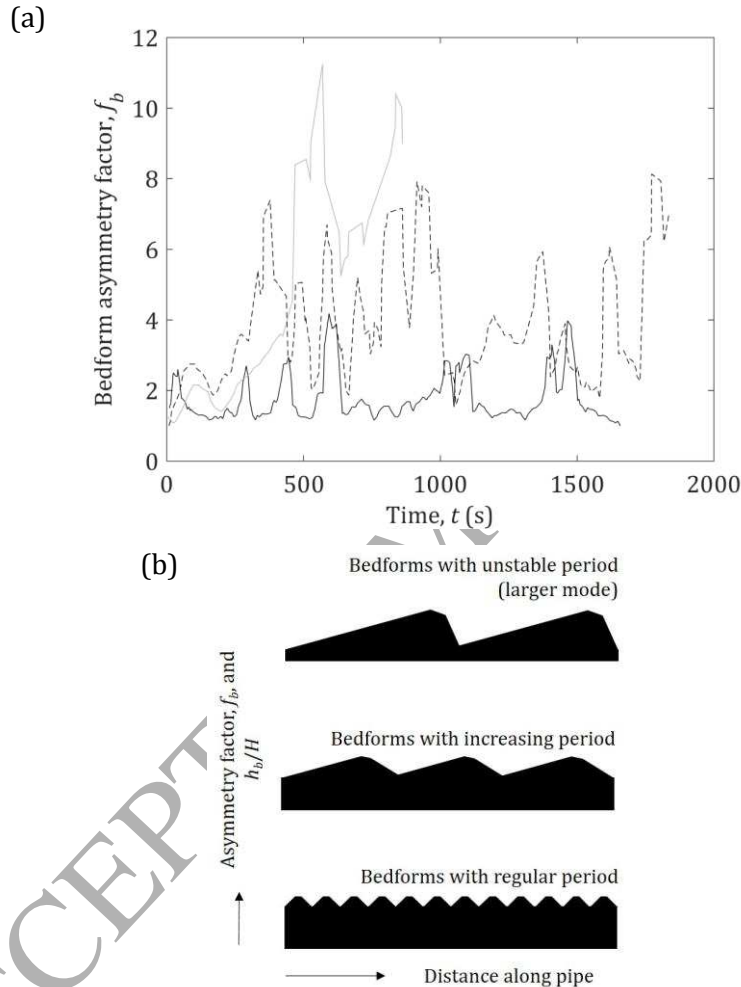 (a)
12
10
8
6
4
2
0
Bedform asymmetry factor, f_b
0 500 1000 1500 2000
Time, t (s)
(b)
Bedforms with unstable period
(larger mode)
Asymmetry factor, f_b, and
h_b/H
Bedforms with increasing period
Bedforms with regular period
Distance along pipe
CEPT